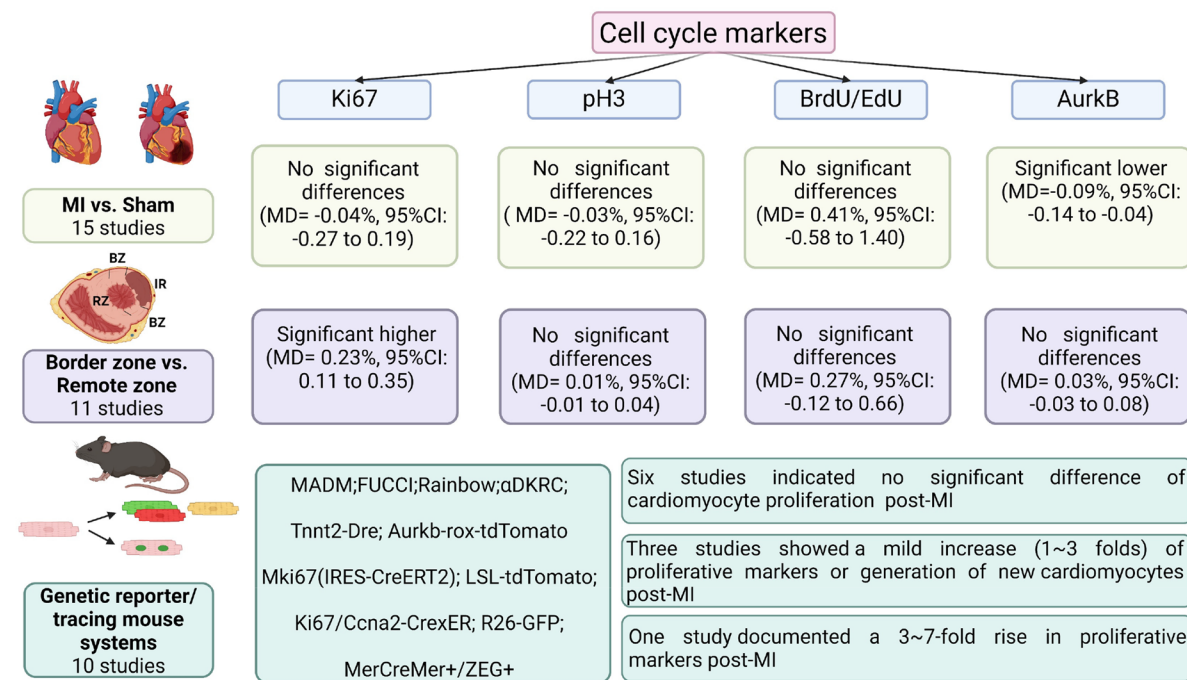 Cell cycle markers
Ki67
pH3
BrdU/EdU
AurkB
MI vs. Sham
15 studies
No significant
differences
(MD= -0.04%, 95%CI:
-0.27 to 0.19)
No significant
differences
( MD= -0.03%, 95%CI:
-0.22 to 0.16)
No significant
differences
(MD= 0.41%, 95%CI:
-0.58 to 1.40)
Significant lower
(MD=-0.09%, 95%CI:
-0.14 to -0.04)
BZ
IR
RZ
BZ
Border zone vs.
Remote zone
11 studies
Significant higher
(MD= 0.23%, 95%CI:
0.11 to 0.35)
No significant
differences
(MD= 0.01%, 95%CI:
-0.01 to 0.04)
No significant
differences
(MD= 0.27%, 95%CI:
-0.12 to 0.66)
No significant
differences
(MD= 0.03%, 95%CI:
-0.03 to 0.08)
Genetic reporter/
tracing mouse
systems
10 studies
MADM;FUCCI;Rainbow;αDKRC;
Tnnt2-Dre; Aurkb-rox-tdTomato
Mki67(IRES-CreERT2); LSL-tdTomato;
Ki67/Ccna2-CrexER; R26-GFP;
MerCreMer+/ZEG+
Six studies indicated no significant difference of
cardiomyocyte proliferation post-MI
Three studies showed a mild increase (1~3 folds) of
proliferative markers or generation of new cardiomyocytes
post-MI
One study documented a 3~7-fold rise in proliferative
markers post-MI